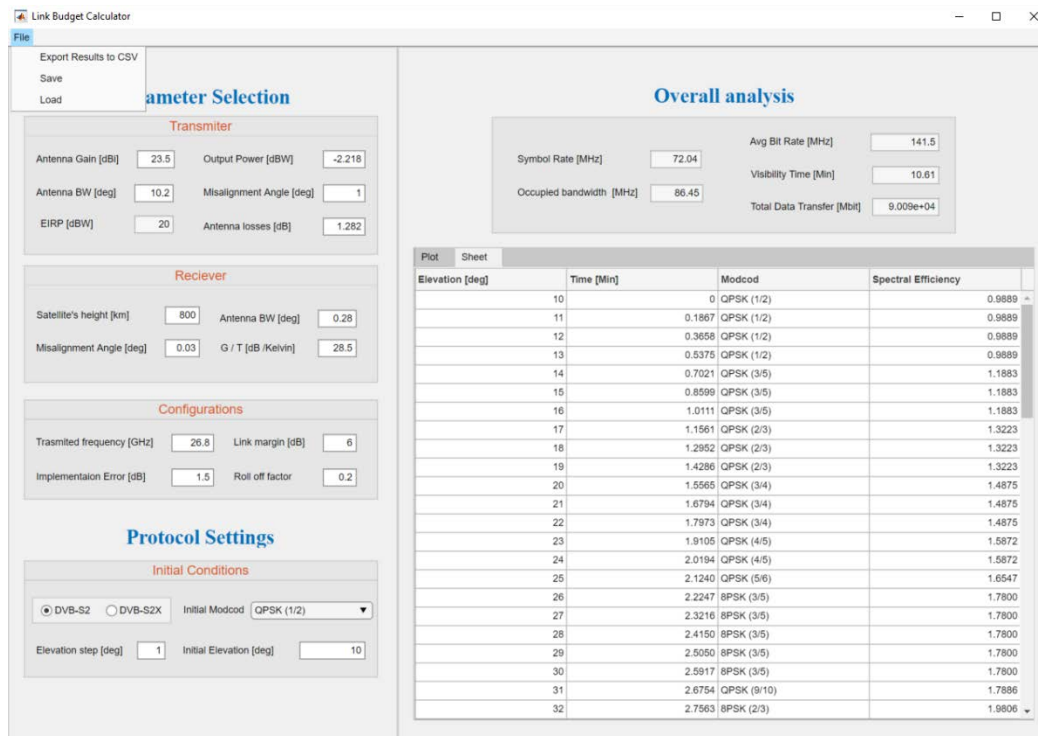 Link Budget Calculator
File
Export Results to CSV
Save
Load
ameter Selection
Transmiter
Antenna Gain [dBi] 23.5 Output Power [dBW] -2.218
Antenna BW [deg] 10.2 Misalignment Angle [deg] 1
EIRP [dBW] 20 Antenna losses [dB] 1.282
Reciever
Satellite's height [km] 800 Antenna BW [deg] 0.28
Misalignment Angle [deg] 0.03 G / T [dB /Kelvin] 28.5
Configurations
Trasmited frequency [GHz] 26.8 Link margin [dB] 6
Implementaion Error [dB] 1.5 Roll off factor 0.2
Protocol Settings
Initial Conditions
DVB-S2 DVB-S2X Initial Modcod QPSK (1/2)
Elevation step [deg] 1 Initial Elevation [deg] 10
Overall analysis
Symbol Rate [MHz] 72.04
Occupied bandwidth [MHz] 86.45
Avg Bit Rate [MHz] 141.5
Visibility Time [Min] 10.61
Total Data Transfer [Mbit] 9.009e+04
Plot Sheet
Elevation [deg] Time [Min] Modcod Spectral Efficiency
10 0 QPSK (1/2) 0.9889
11 0.1867 QPSK (1/2) 0.9889
12 0.3658 QPSK (1/2) 0.9889
13 0.5375 QPSK (1/2) 0.9889
14 0.7021 QPSK (3/5) 1.1883
15 0.8599 QPSK (3/5) 1.1883
16 1.0111 QPSK (3/5) 1.1883
17 1.1561 QPSK (2/3) 1.3223
18 1.2952 QPSK (2/3) 1.3223
19 1.4286 QPSK (2/3) 1.3223
20 1.5565 QPSK (3/4) 1.4875
21 1.6794 QPSK (3/4) 1.4875
22 1.7973 QPSK (3/4) 1.4875
23 1.9105 QPSK (4/5) 1.5872
24 2.0194 QPSK (4/5) 1.5872
25 2.1240 QPSK (5/6) 1.6547
26 2.2247 8PSK (3/5) 1.7800
27 2.3216 8PSK (3/5) 1.7800
28 2.4150 8PSK (3/5) 1.7800
29 2.5050 8PSK (3/5) 1.7800
30 2.5917 8PSK (3/5) 1.7800
31 2.6754 QPSK (9/10) 1.7886
32 2.7563 8PSK (2/3) 1.9806